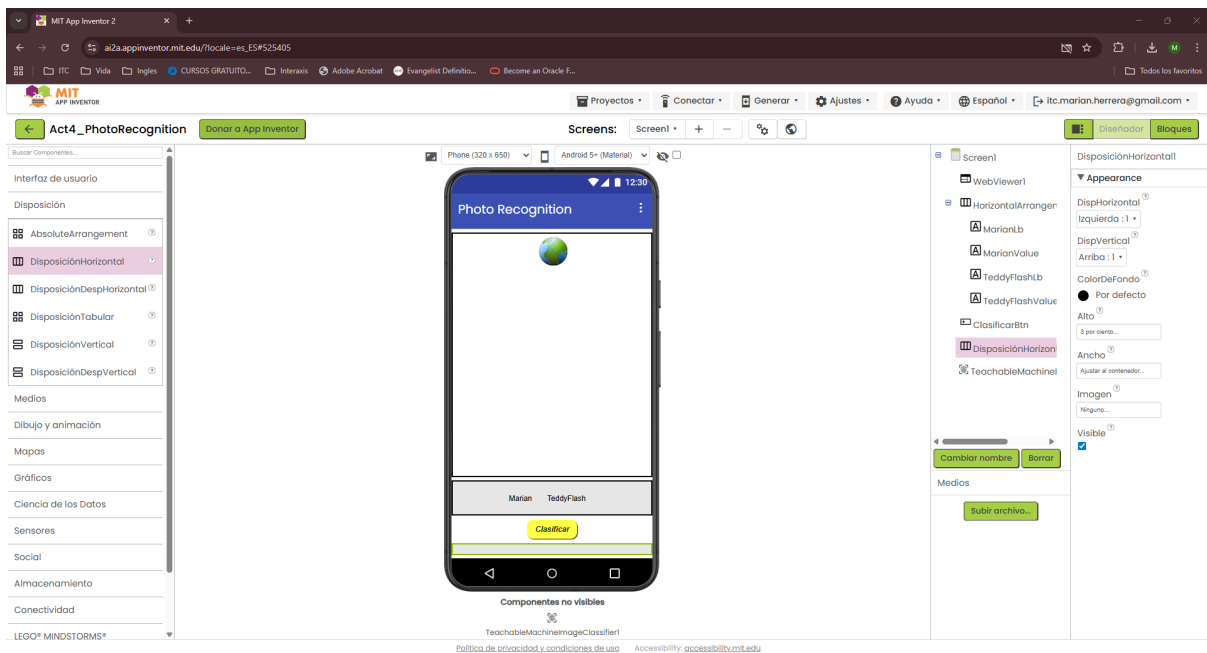 MIT App Inventor 2
ai2a.appinventor.mit.edu/?locale=es_ES#525405
ITC Vida Ingles CURSOS GRATUITO... Interaxis Adobe Acrobat Evangelist Definitio... Become an Oracle F... Todos los favoritos
MIT
APP INVENTOR
Proyectos Conectar Generar Ajustes Ayuda Español itc.marian.herrera@gmail.com
Act4_PhotoRecognition Donar a App Inventor Screens: Screen1 Diseñador Bloques
Buscar Componentes...
Interfaz de usuario
Disposición
AbsoluteArrangement
DisposiciónHorizontal
DisposiciónDespHorizontal
DisposiciónTabular
DisposiciónVertical
DisposiciónDespVertical
Medios
Dibujo y animación
Mapas
Gráficos
Ciencia de los Datos
Sensores
Social
Almacenamiento
Conectividad
LEGO® MINDSTORMS®
Phone (320 x 650) Android 5+ (Material)
12:30
Photo Recognition
Marian TeddyFlash
Clasificar
Componentes no visibles
TeachableMachineImageClassifier1
Screen1
WebViewer1
HorizontalArrangen
MarianLb
MarianValue
TeddyFlashLb
TeddyFlashValue
ClasificarBtn
DisposiciónHorizon
TeachableMachineI
Cambiar nombre Borrar
Medios
Subir archivo...
DisposiciónHorizontal1
Appearance
DispHorizontal
Izquierda : 1
DispVertical
Arriba : 1
ColorDeFondo
Por defecto
Alto
3 por ciento...
Ancho
Ajustar al contenedor...
Imagen
Ninguno...
Visible
Política de privacidad y condiciones de uso Accessibility: accessibility.mit.edu